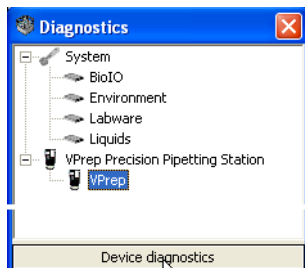 Diagnostics
System
BioIO
Environment
Labware
Liquids
VPrep Precision Pipetting Station
VPrep
Device diagnostics